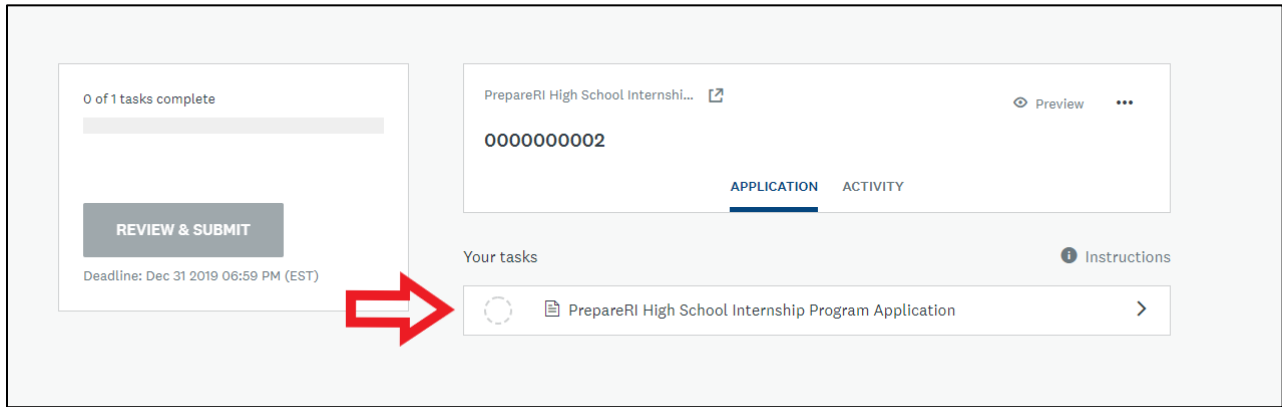 0 of 1 tasks complete
REVIEW & SUBMIT
Deadline: Dec 31 2019 06:59 PM (EST)
PrepareRI High School Internshi...
Preview
0000000002
APPLICATION ACTIVITY
Your tasks
Instructions
PrepareRI High School Internship Program Application